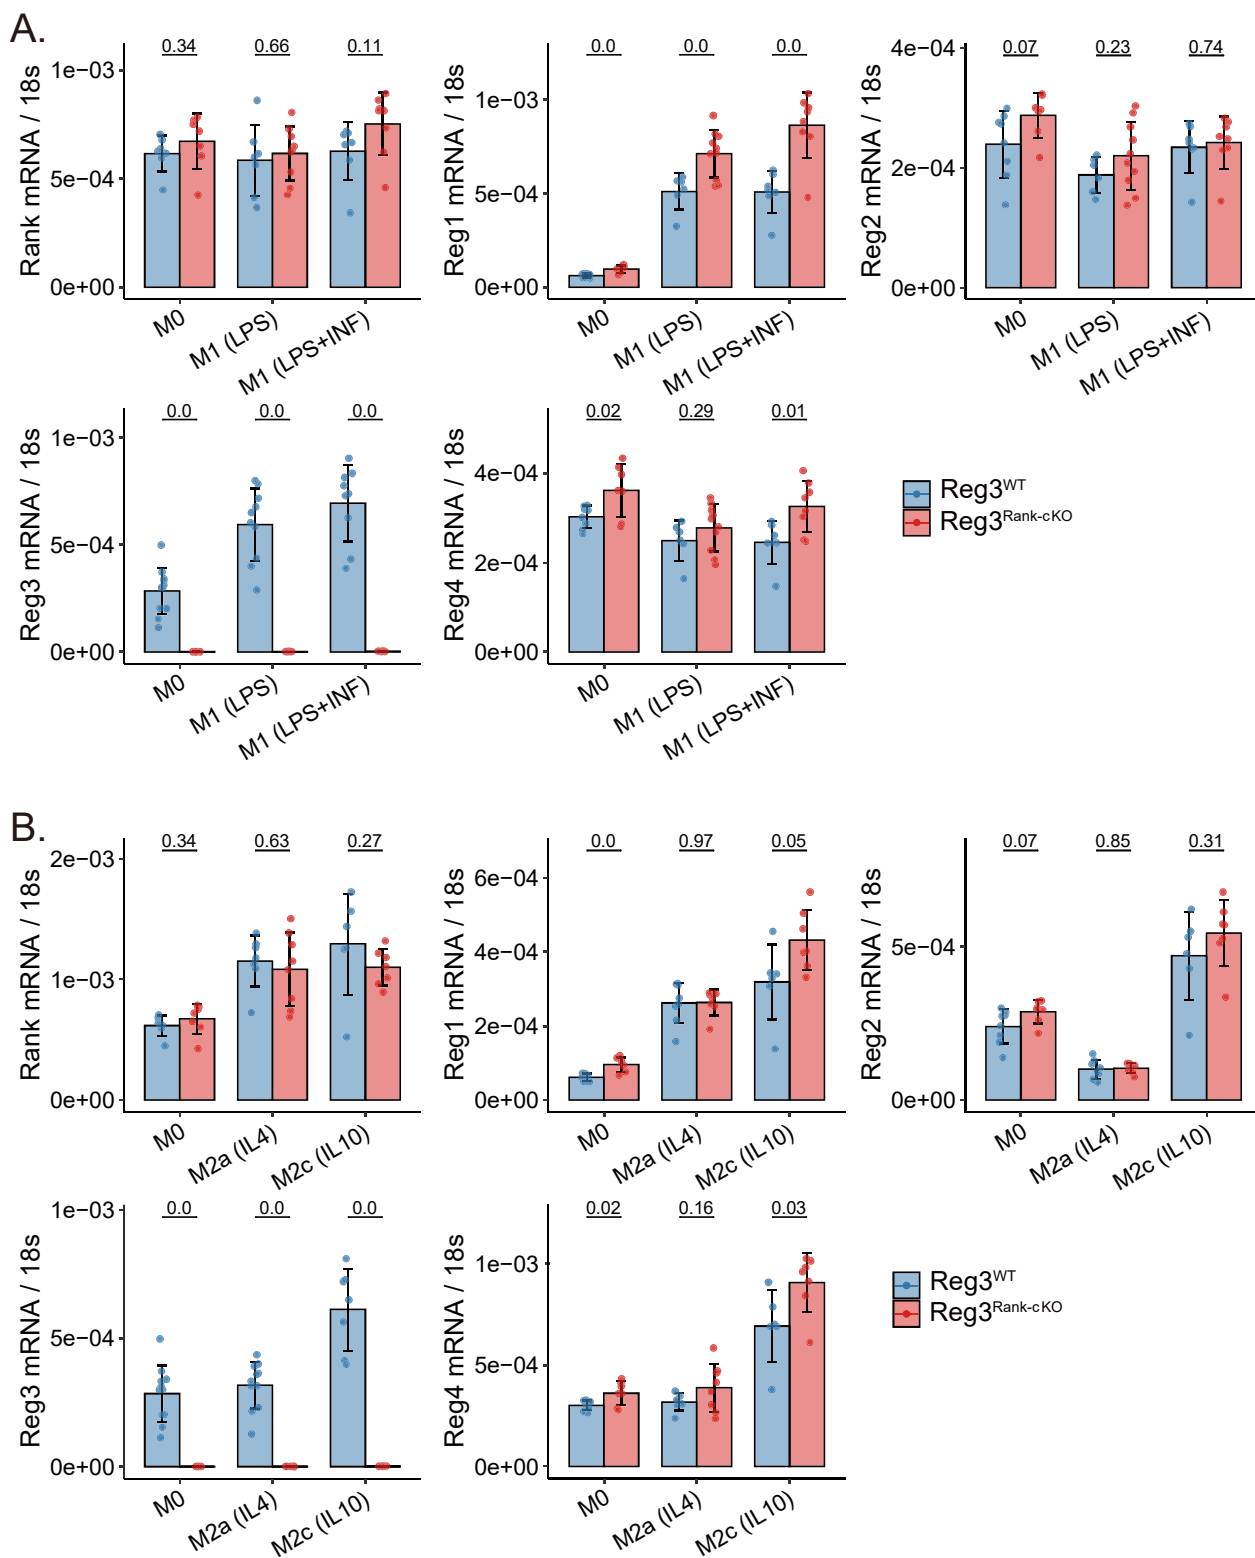 A.
0.34 0.66 0.11
Rank mRNA / 18s
1e−03
5e−04
0e+00
M0
M1 (LPS)
M1 (LPS+INF)
0.0 0.0 0.0
Reg1 mRNA / 18s
1e−03
5e−04
0e+00
M0
M1 (LPS)
M1 (LPS+INF)
0.07 0.23 0.74
Reg2 mRNA / 18s
4e−04
2e−04
0e+00
M0
M1 (LPS)
M1 (LPS+INF)
0.0 0.0 0.0
Reg3 mRNA / 18s
1e−03
5e−04
0e+00
M0
M1 (LPS)
M1 (LPS+INF)
0.02 0.29 0.01
Reg4 mRNA / 18s
4e−04
2e−04
0e+00
M0
M1 (LPS)
M1 (LPS+INF)
Reg3WT
Reg3Rank-cKO
B.
0.34 0.63 0.27
Rank mRNA / 18s
2e−03
1e−03
0e+00
M0
M2a (IL4)
M2c (IL10)
0.0 0.97 0.05
Reg1 mRNA / 18s
6e−04
4e−04
2e−04
0e+00
M0
M2a (IL4)
M2c (IL10)
0.07 0.85 0.31
Reg2 mRNA / 18s
5e−04
0e+00
M0
M2a (IL4)
M2c (IL10)
0.0 0.0 0.0
Reg3 mRNA / 18s
1e−03
5e−04
0e+00
M0
M2a (IL4)
M2c (IL10)
0.02 0.16 0.03
Reg4 mRNA / 18s
1e−03
5e−04
0e+00
M0
M2a (IL4)
M2c (IL10)
Reg3WT
Reg3Rank-cKO